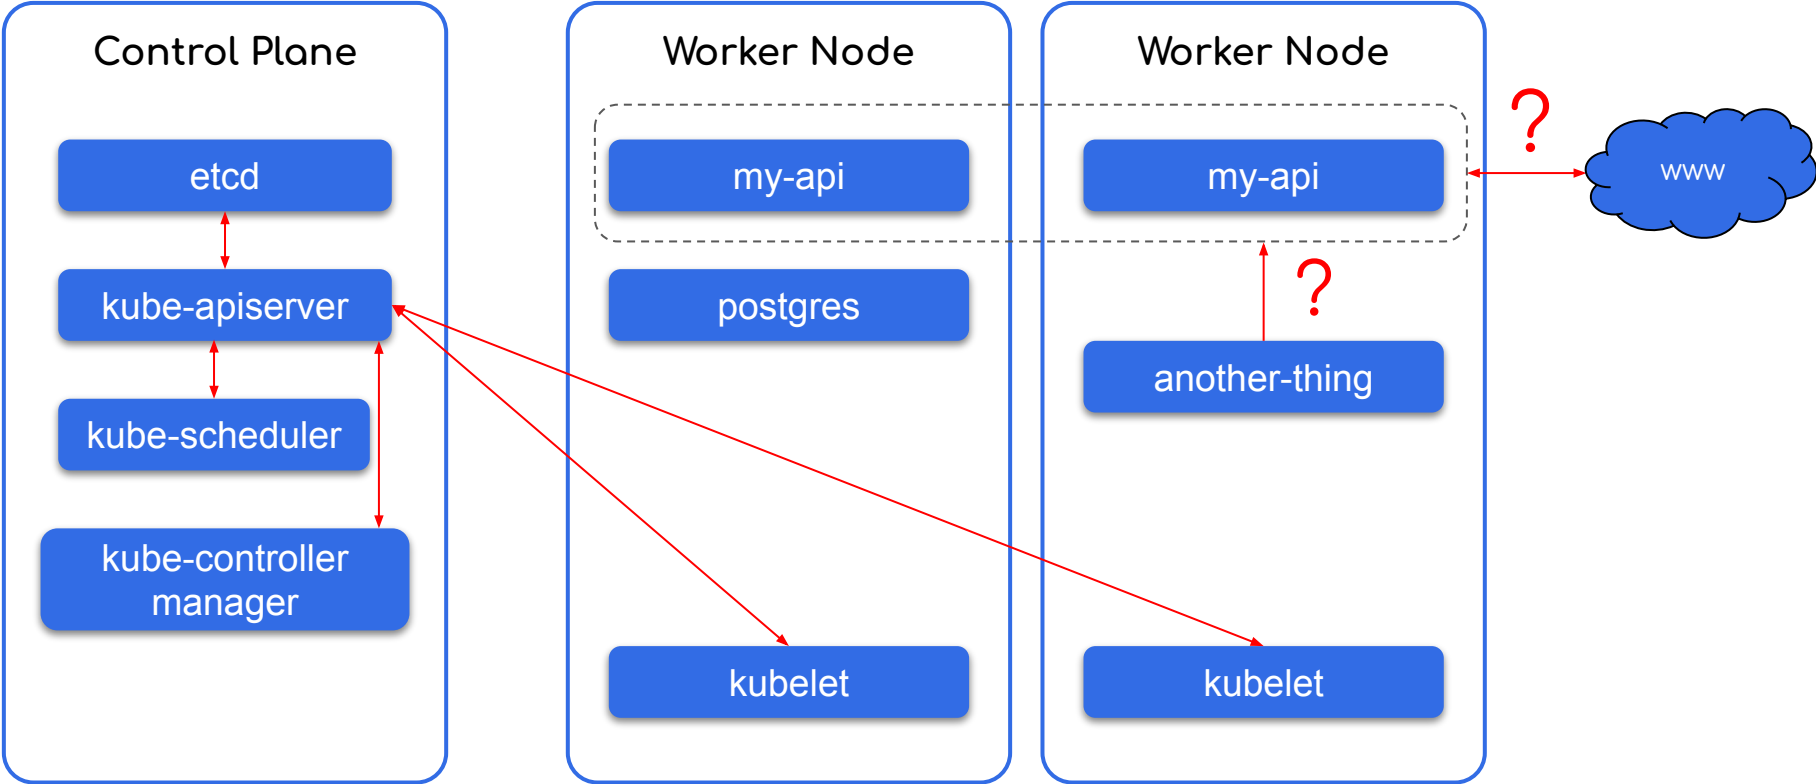 Control Plane
etcd
kube-apiserver
kube-scheduler
kube-controller
manager
Worker Node
my-api
postgres
kubelet
Worker Node
my-api
?
another-thing
kubelet
?
www